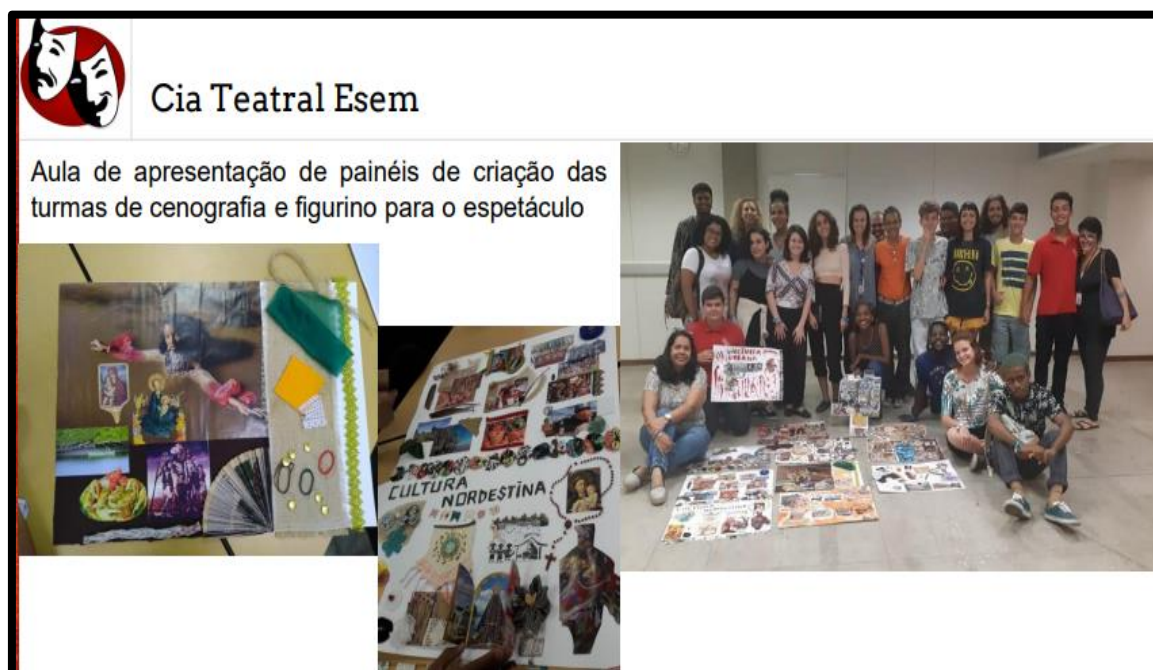 Cia Teatral Esem
Aula de apresentação de painéis de criação das
turmas de cenografia e figurino para o espetáculo
CULTURA
NORDESTINA